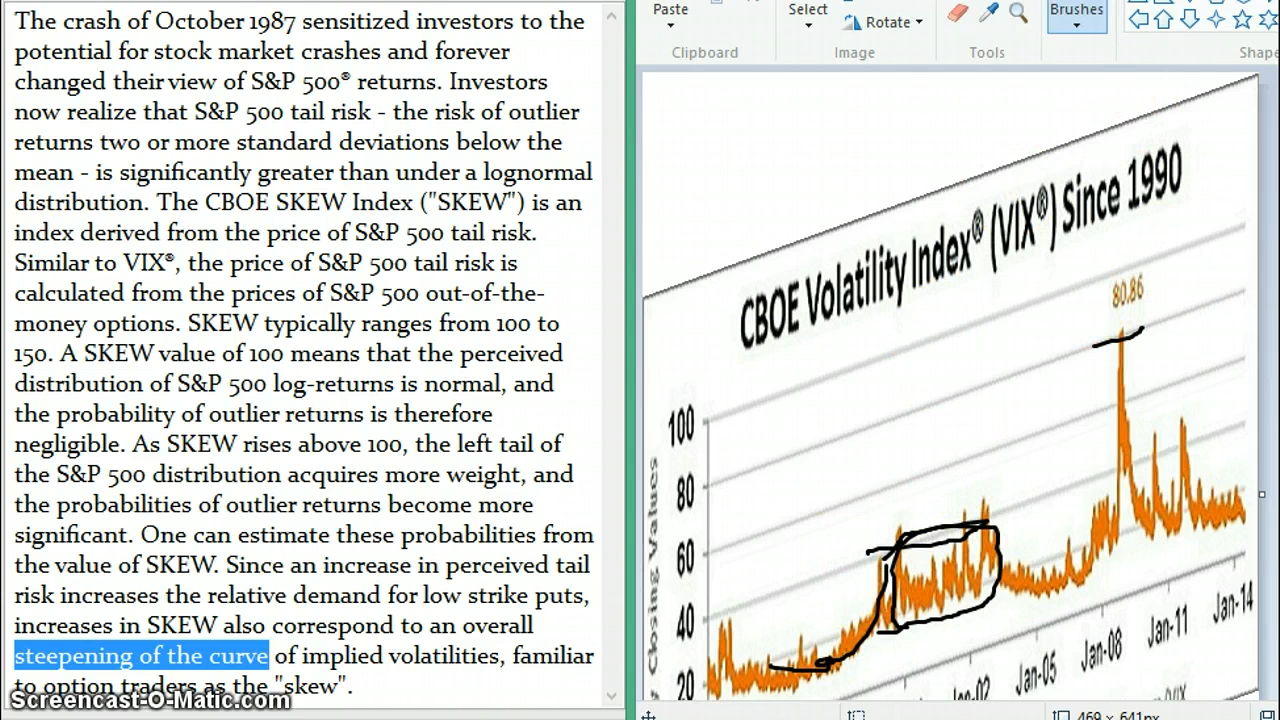 The crash of October 1987 sensitized investors to the
potential for stock market crashes and forever
changed their view of S&P 500® returns. Investors
now realize that S&P 500 tail risk - the risk of outlier
returns two or more standard deviations below the
mean - is significantly greater than under a lognormal
distribution. The CBOE SKEW Index ("SKEW") is an
index derived from the price of S&P 500 tail risk.
Similar to VIX®, the price of S&P 500 tail risk is
calculated from the prices of S&P 500 out-of-the-
money options. SKEW typically ranges from 100 to
150. A SKEW value of 100 means that the perceived
distribution of S&P 500 log-returns is normal, and
the probability of outlier returns is therefore
negligible. As SKEW rises above 100, the left tail of
the S&P 500 distribution acquires more weight, and
the probabilities of outlier returns become more
significant. One can estimate these probabilities from
the value of SKEW. Since an increase in perceived tail
risk increases the relative demand for low strike puts,
increases in SKEW also correspond to an overall
steepening of the curve of implied volatilities, familiar
to option traders as the "skew".
Screencast-O-Matic.com
Paste
Select
Rotate
Brushes
Clipboard
Image
Tools
Shape
CBOE Volatility Index® (VIX®) Since 1990
80.86
100
80
60
40
20
Closing Values
Jan-02
Jan-05
Jan-08
Jan-11
Jan-14
VIX
469 × 641px